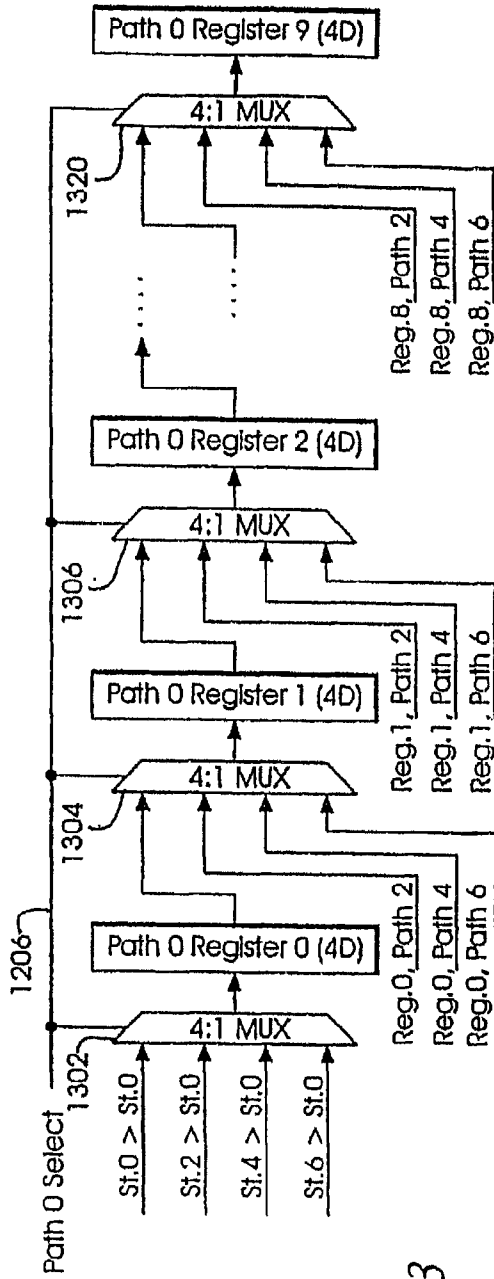 Path 0 Select
1206
1302
4:1 MUX
St.0 > St.0
St.2 > St.0
St.4 > St.0
St.6 > St.0
Path 0 Register 0 (4D)
Reg.0, Path 2
Reg.0, Path 4
Reg.0, Path 6
1304
4:1 MUX
Path 0 Register 1 (4D)
Reg.1, Path 2
Reg.1, Path 4
Reg.1, Path 6
1306
4:1 MUX
Path 0 Register 2 (4D)
. . . .
. . . .
Reg.8, Path 2
Reg.8, Path 4
Reg.8, Path 6
1320
4:1 MUX
Path 0 Register 9 (4D)
3